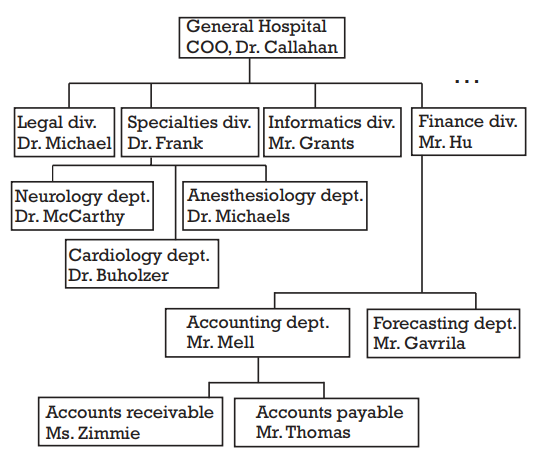 General Hospital
COO, Dr. Callahan
...
Legal div.
Dr. Michael
Specialties div.
Dr. Frank
Informatics div.
Mr. Grants
Finance div.
Mr. Hu
Neurology dept.
Dr. McCarthy
Anesthesiology dept.
Dr. Michaels
Cardiology dept.
Dr. Buholzer
Accounting dept.
Mr. Mell
Forecasting dept.
Mr. Gavrila
Accounts receivable
Ms. Zimmie
Accounts payable
Mr. Thomas